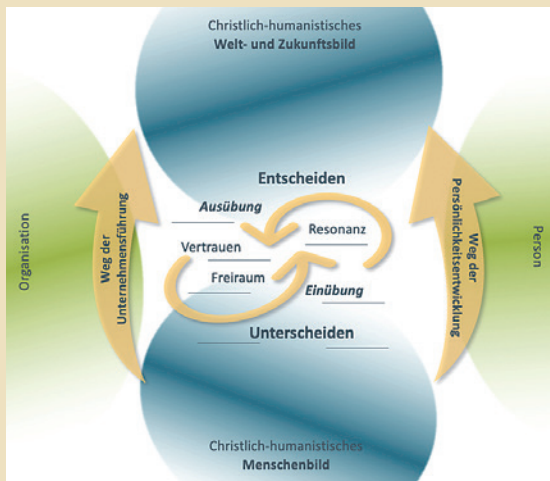 Christlich-humanistisches
Welt- und Zukunftsbild
Entscheiden
Ausübung
Resonanz
Vertrauen
Freiraum
Einübung
Unterscheiden
Organisation
Weg der
Unternehmensführung
Weg der
Persönlichkeitsentwicklung
Person
Christlich-humanistisches
Menschenbild